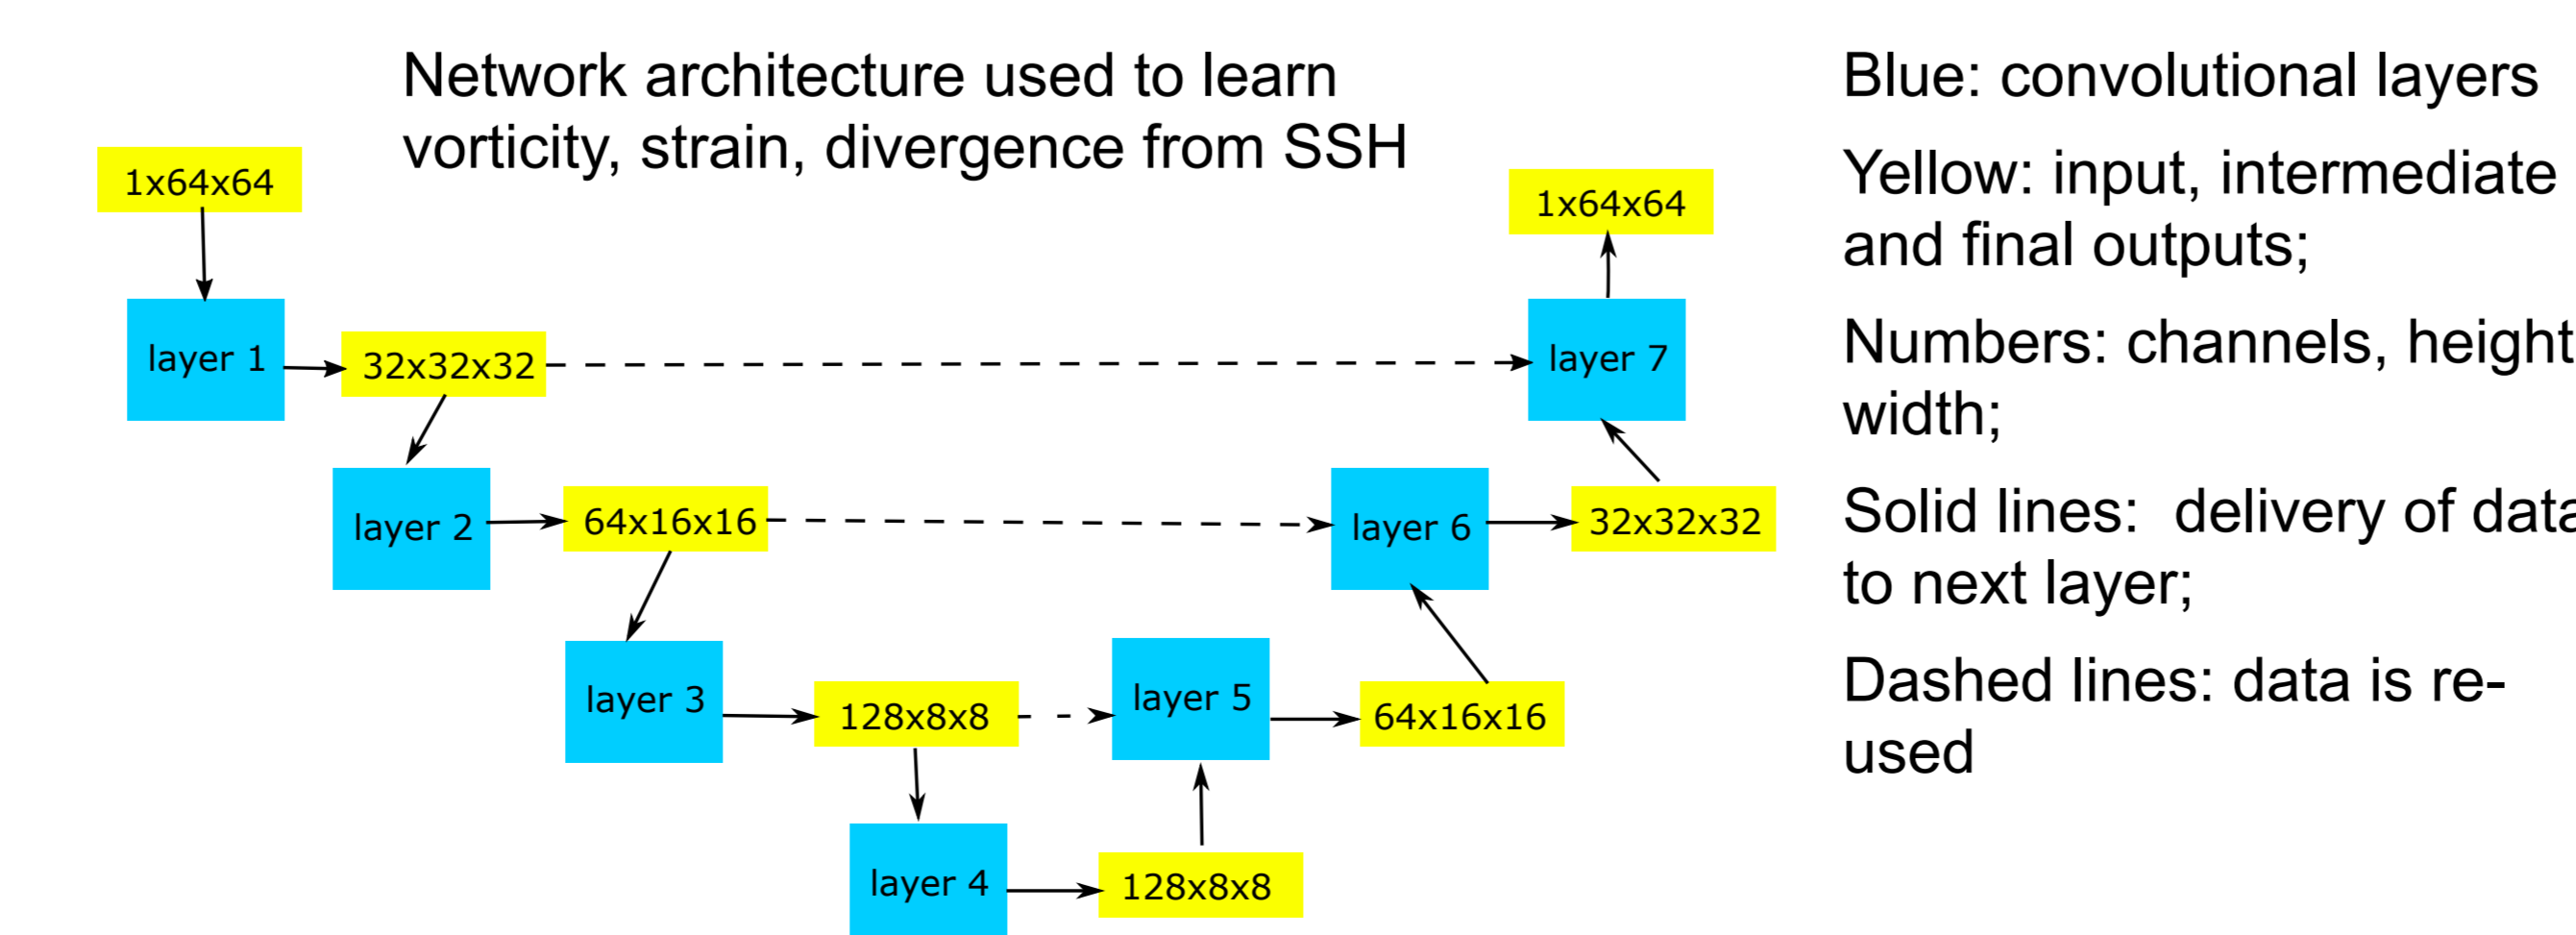 Network architecture used to learn
vorticity, strain, divergence from SSH
1x64x64
1x64x64
layer 1
32x32x32
layer 7
layer 2
64x16x16
layer 6
32x32x32
layer 3
128x8x8
layer 5
64x16x16
layer 4
128x8x8
Blue: convolutional layers
Yellow: input, intermediate
and final outputs;
Numbers: channels, height
width;
Solid lines: delivery of data
to next layer;
Dashed lines: data is re-
used